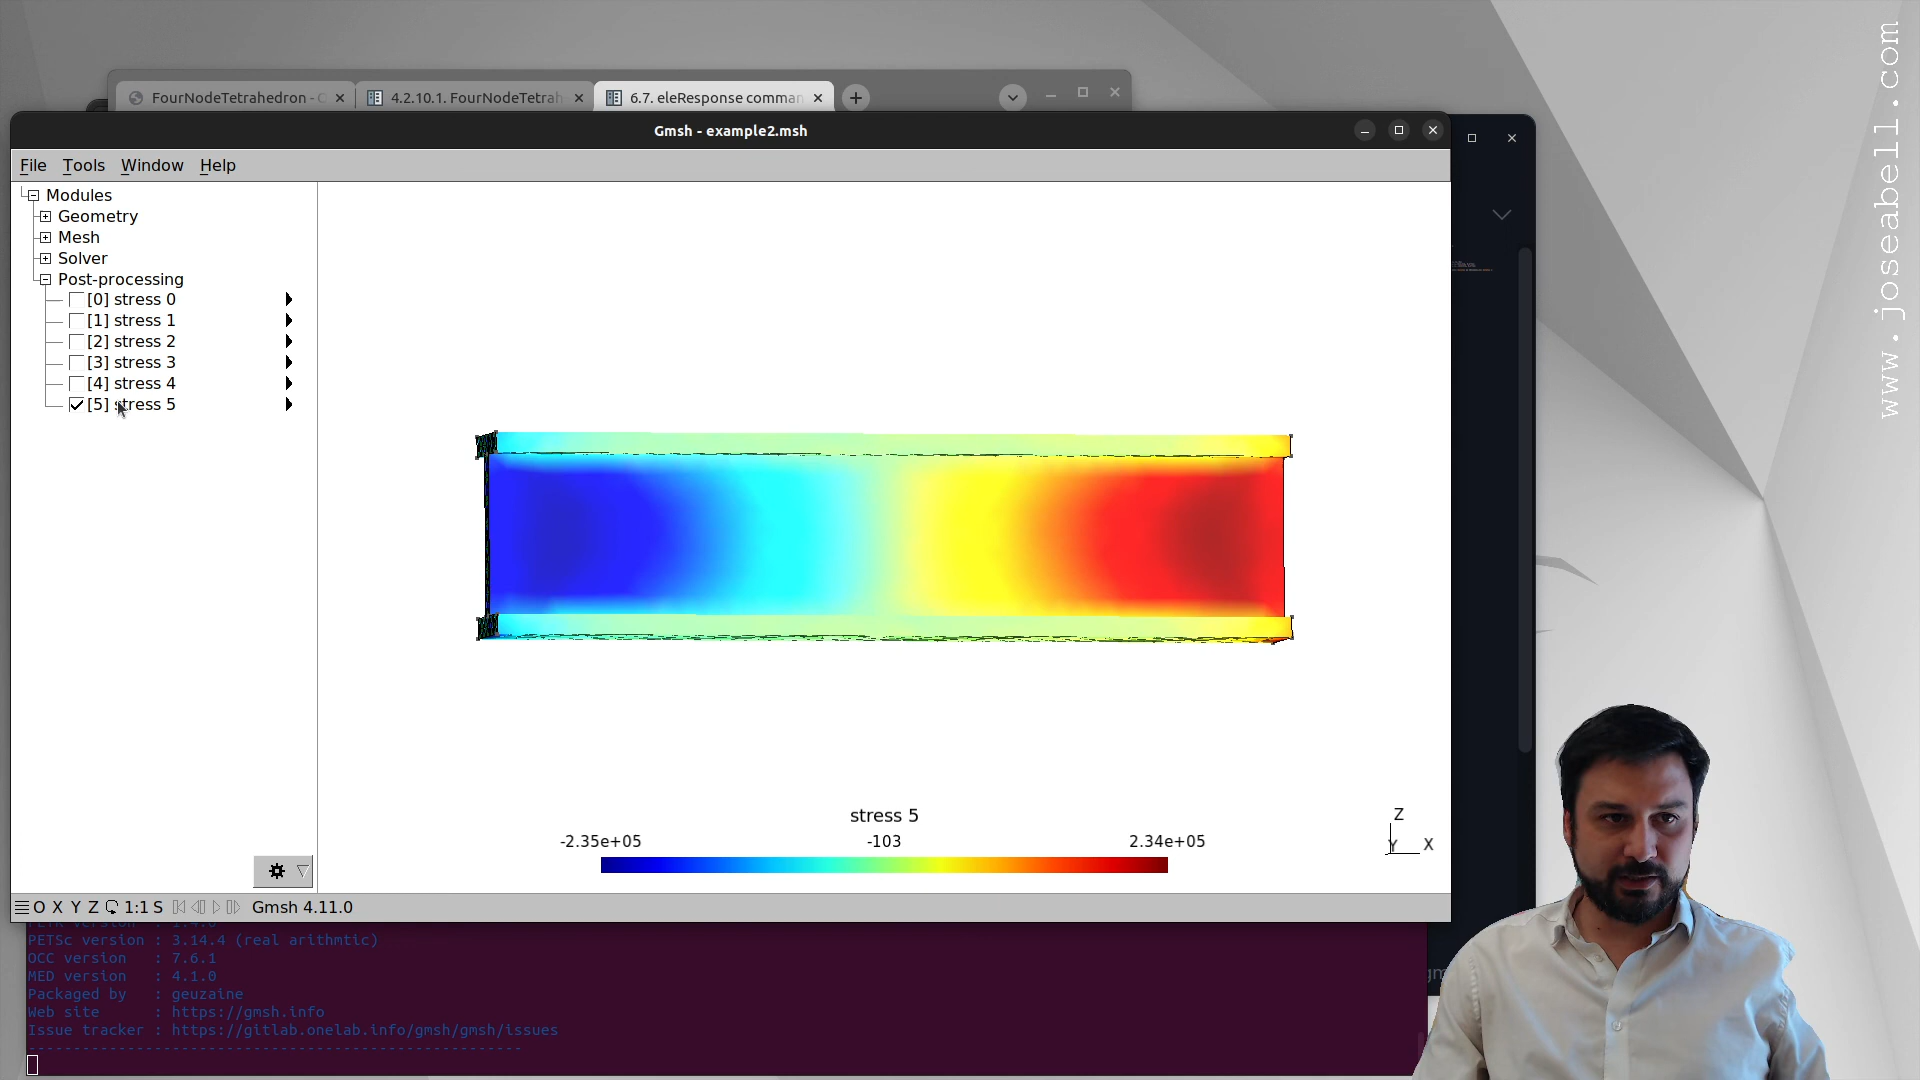 www.joseabell.com
FourNodeTetrahedron - O
4.2.10.1. FourNodeTetrah
6.7. eleResponse comman
Gmsh - example2.msh
File Tools Window Help
Modules
Geometry
Mesh
Solver
Post-processing
[0] stress 0
[1] stress 1
[2] stress 2
[3] stress 3
[4] stress 4
[5] stress 5
stress 5
-2.35e+05 -103 2.34e+05
Z
Y X
O X Y Z 1:1 S Gmsh 4.11.0
PETSc version : 3.14.4 (real arithmtic)
OCC version : 7.6.1
MED version : 4.1.0
Packaged by : geuzaine
Web site : https://gmsh.info
Issue tracker : https://gitlab.onelab.info/gmsh/gmsh/issues
-------------------------------------------------------